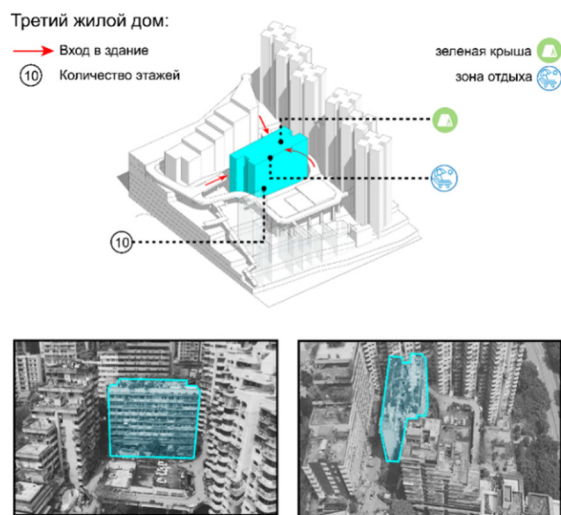 Третий жилой дом:
Вход в здание
10 Количество этажей
зеленая крыша
зона отдыха
10